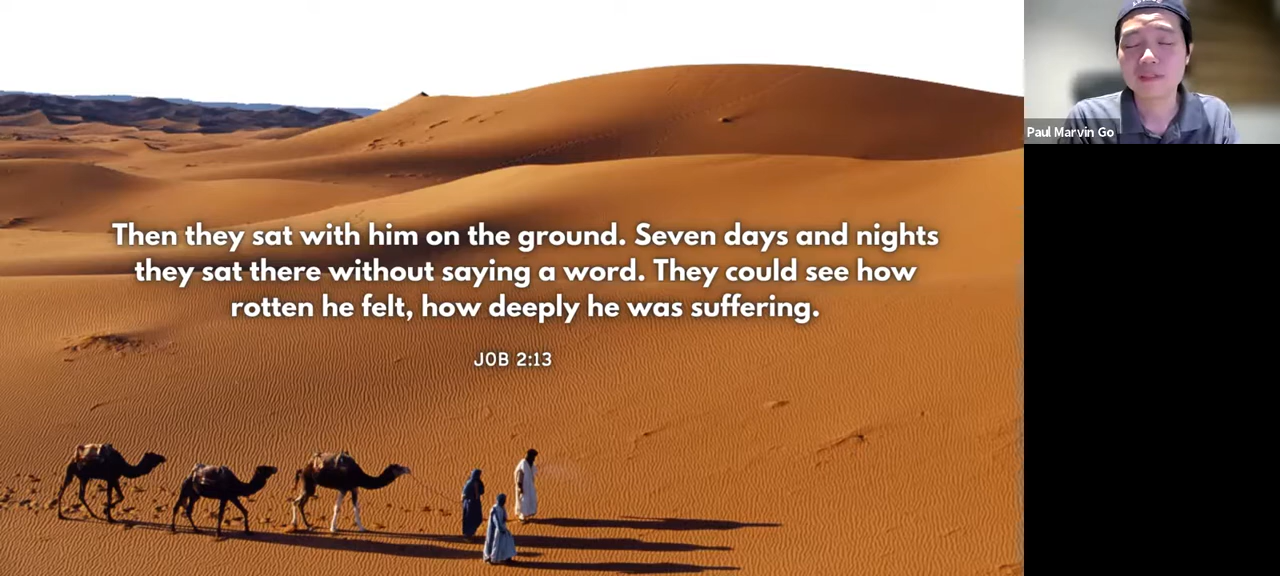 Then they sat with him on the ground. Seven days and nights
they sat there without saying a word. They could see how
rotten he felt, how deeply he was suffering.
JOB 2:13
Paul Marvin Go